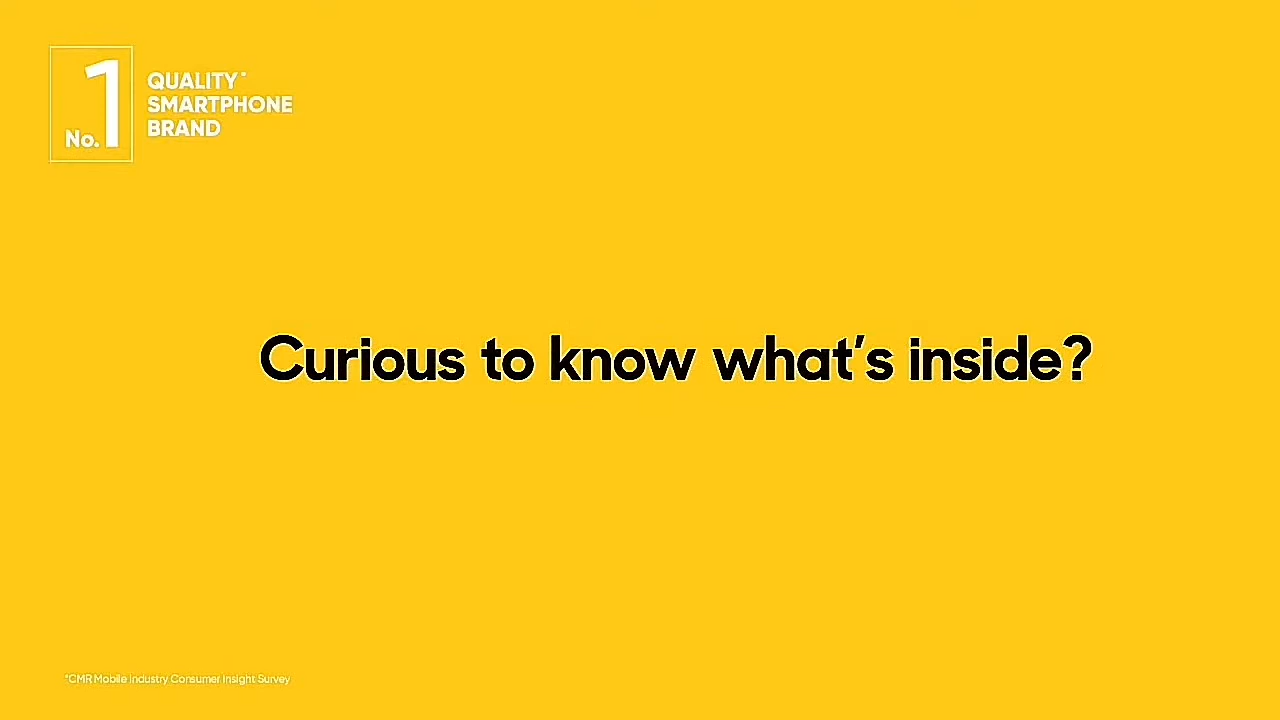 No.1
QUALITY*
SMARTPHONE
BRAND
Curious to know what's inside?
*CMR Mobile Industry Consumer Insight Survey